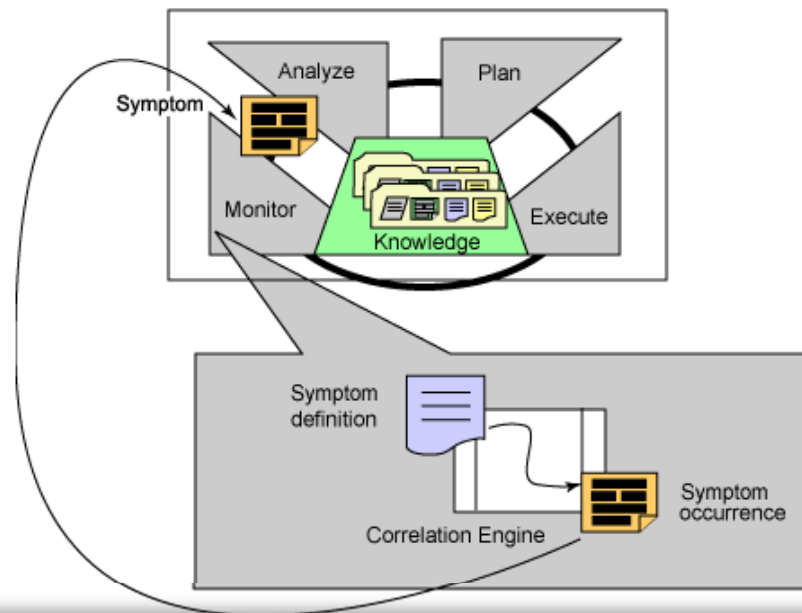 Analyze
Plan
Symptom
Monitor
Execute
Knowledge
Symptom
definition
Symptom
occurrence
Correlation Engine